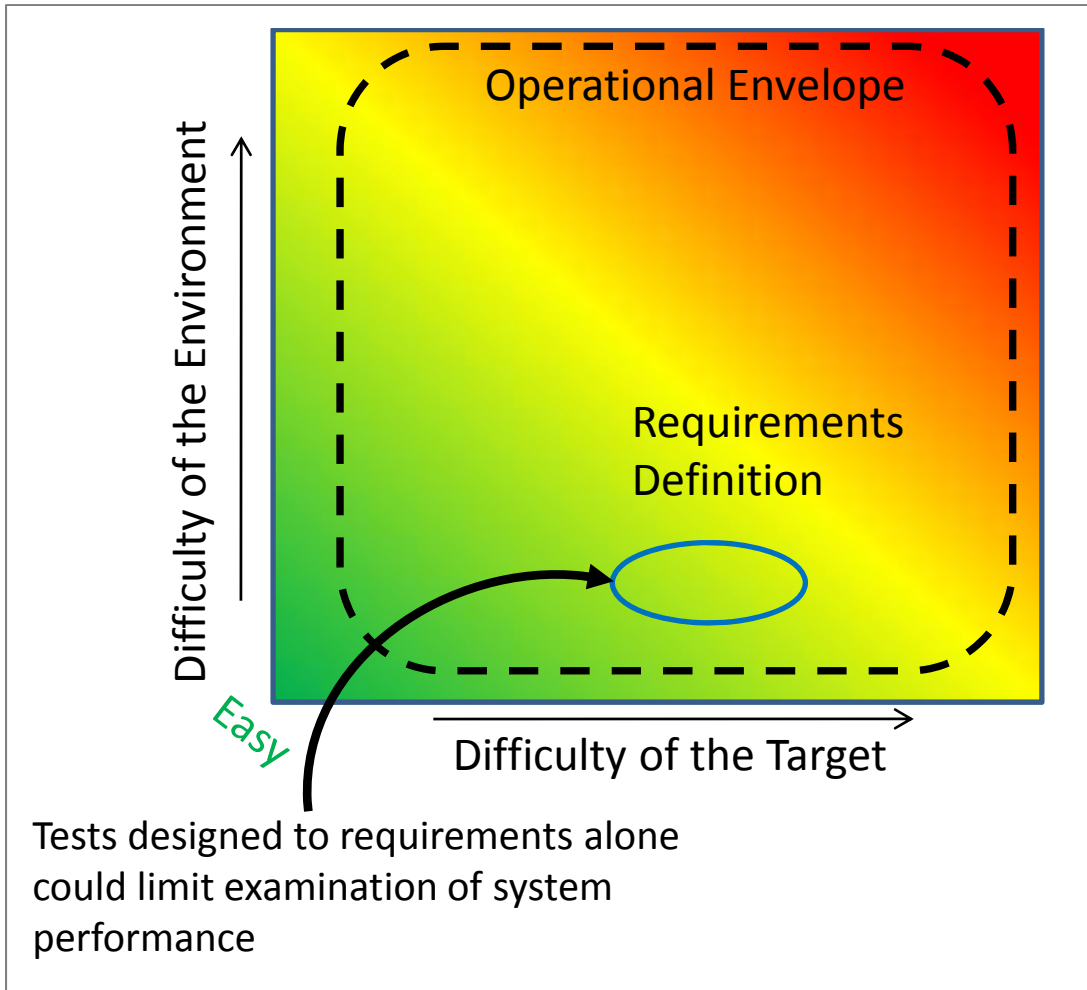 Operational Envelope
Difficulty of the Environment
Requirements
Definition
Easy
Difficulty of the Target
Tests designed to requirements alone
could limit examination of system
performance